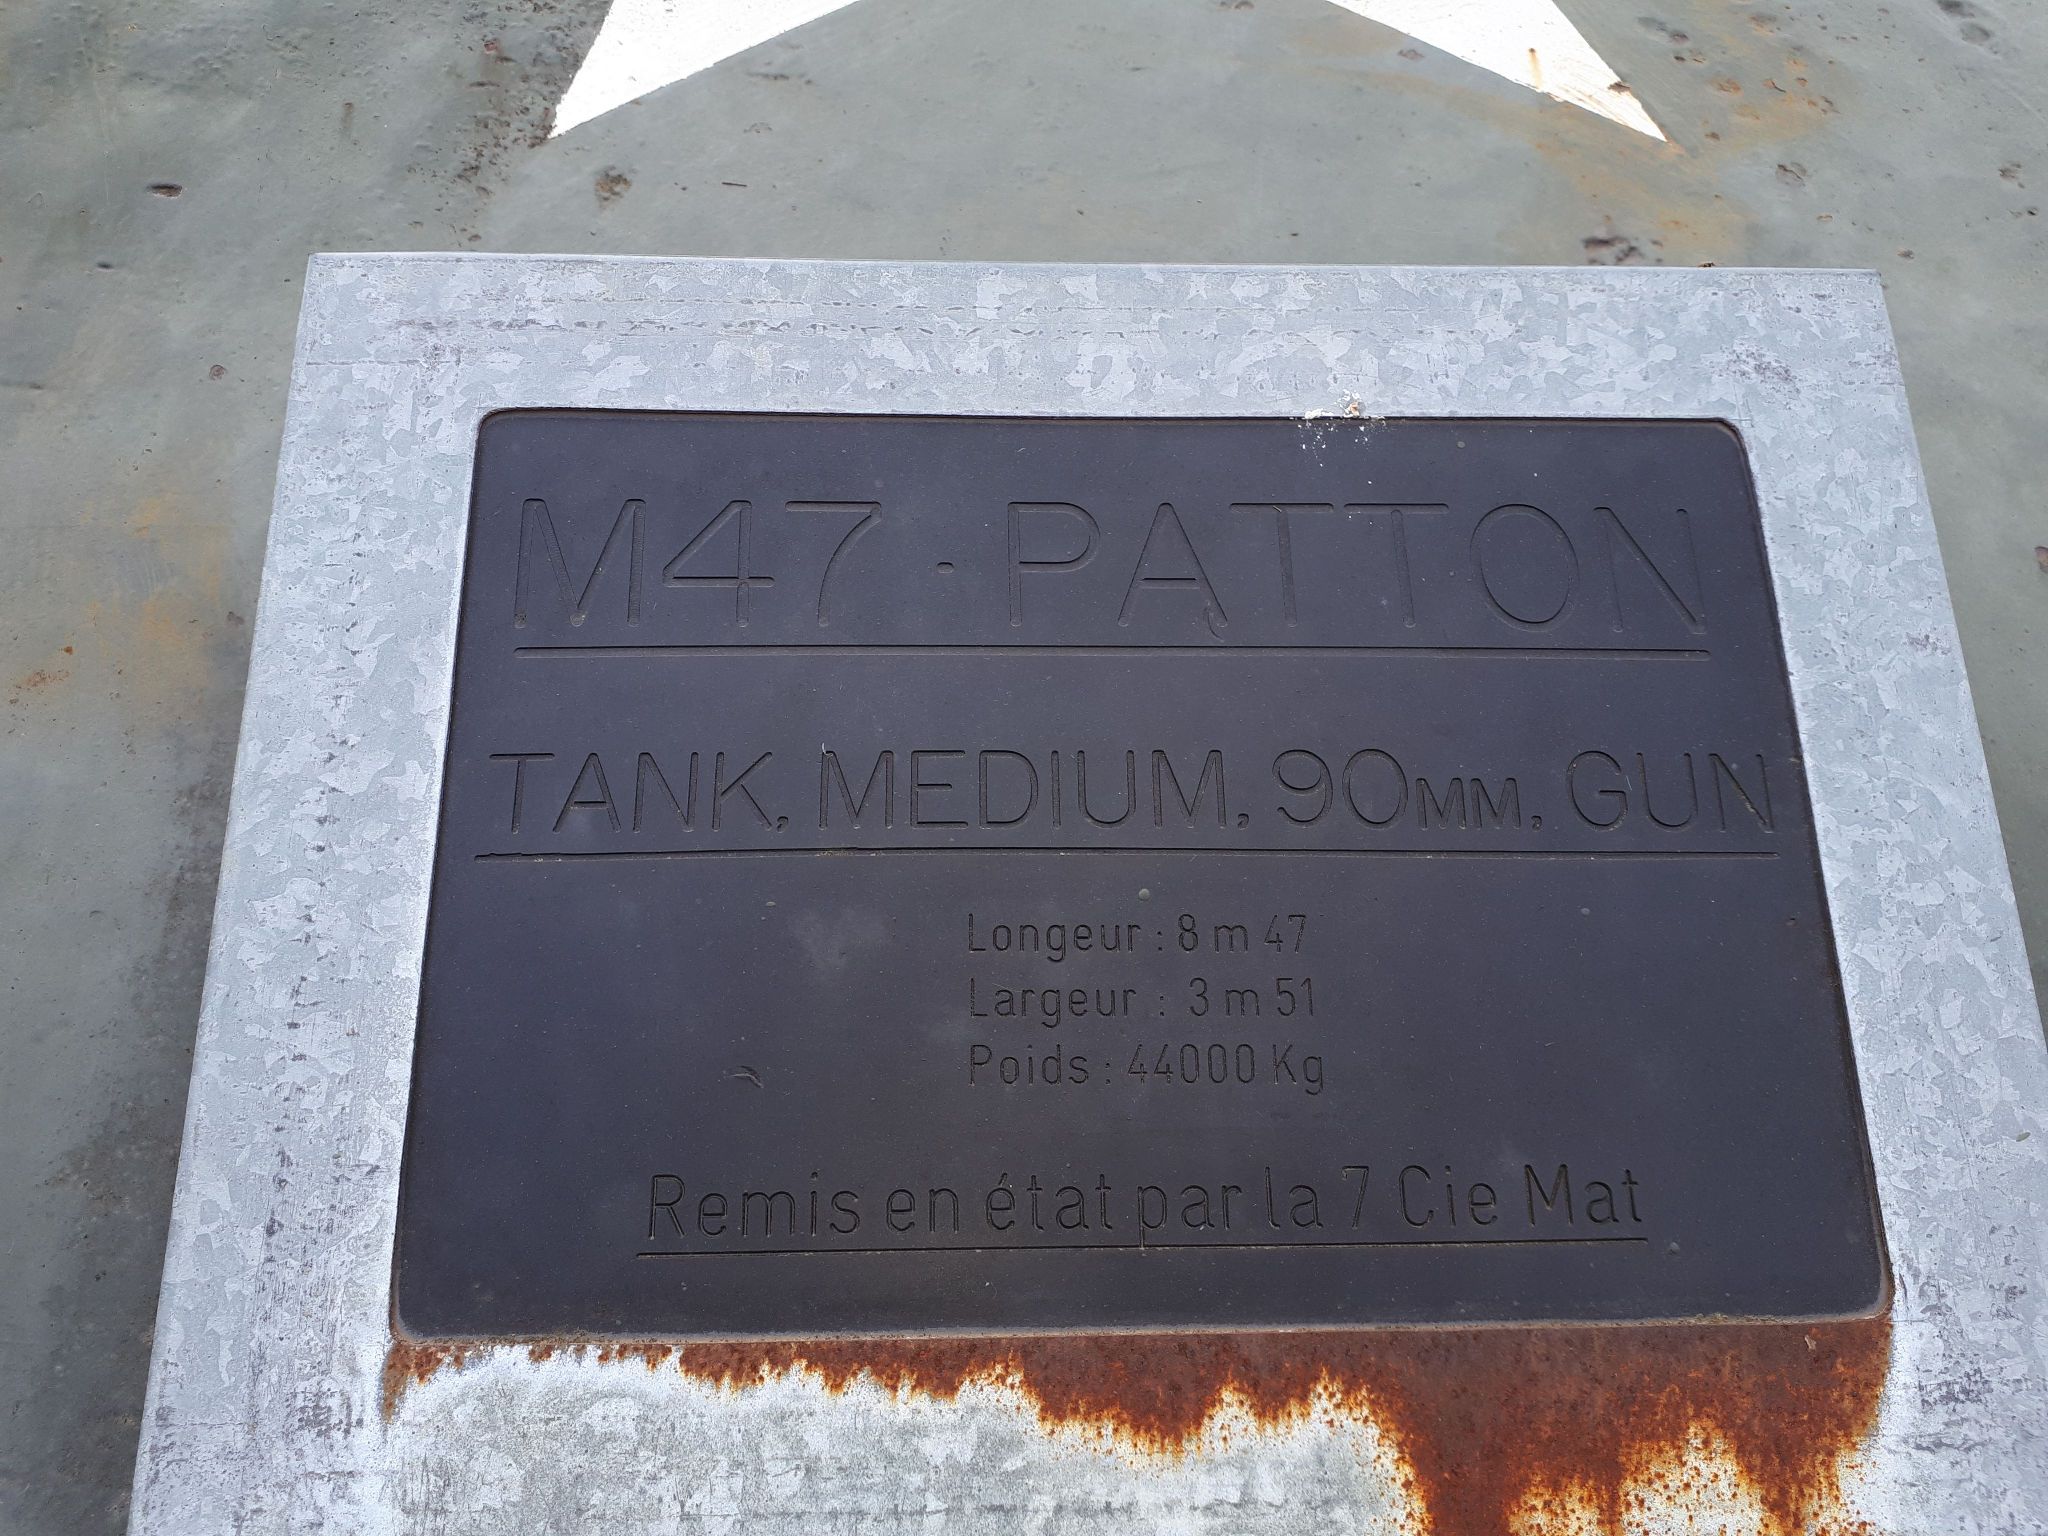 M47 · PATTON
TANK, MEDIUM, 90MM, GUN
Longeur : 8 m 47
Largeur : 3 m 51
Poids : 44000 Kg
Remis en état par la 7 Cie Mat